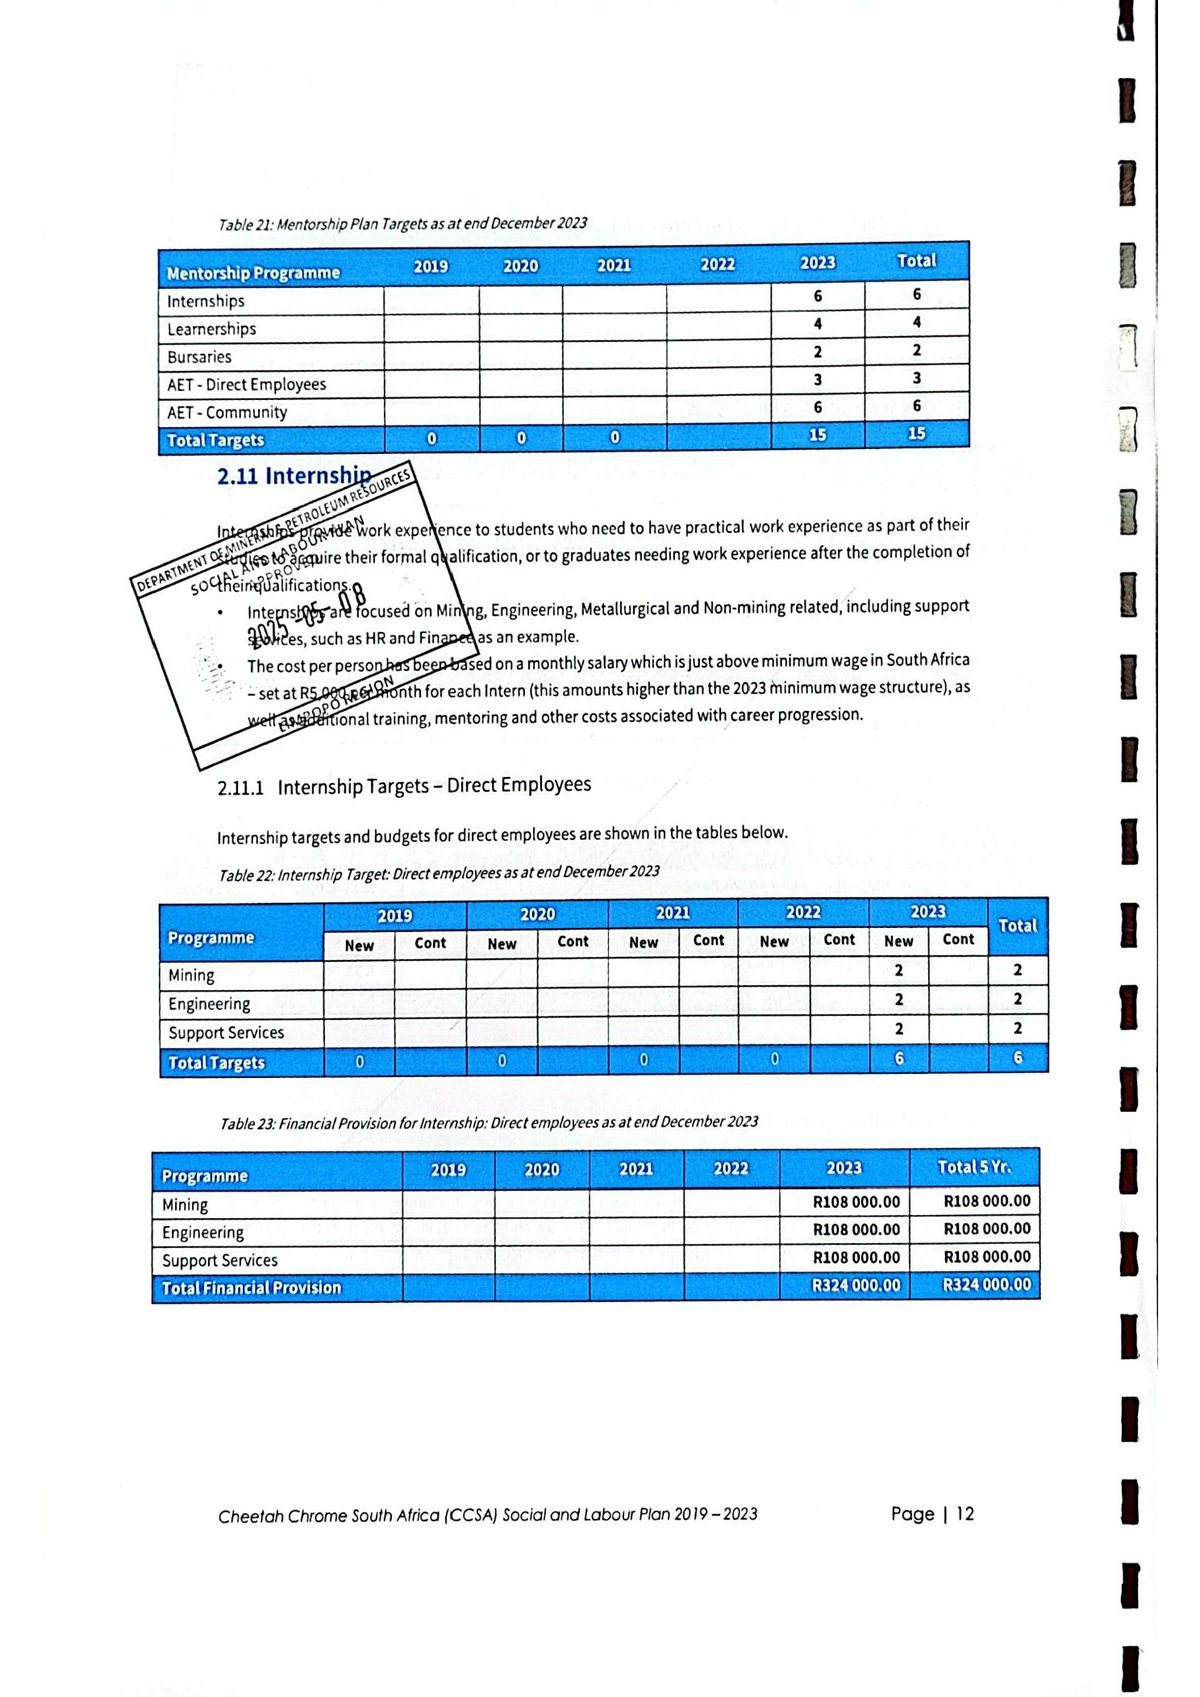 Table 21: Mentorship Plan Targets as at end December 2023
Mentorship Programme 2019 2020 2021 2022 2023 Total
Internships 6 6
Learnerships 4 4
Bursaries 2 2
AET - Direct Employees 3 3
AET - Community 6 6
Total Targets 0 0 0 15 15
2.11 Internship
DEPARTMENT OF MINERAL & PETROLEUM RESOURCES
SOCIAL AND LABOUR PLAN
APPROVED
2025 -05- 08
LIMPOPO REGION
Internships provide work experience to students who need to have practical work experience as part of their
studies to acquire their formal qualification, or to graduates needing work experience after the completion of
their qualifications.
• Internships are focused on Mining, Engineering, Metallurgical and Non-mining related, including support
services, such as HR and Finance as an example.
• The cost per person has been based on a monthly salary which is just above minimum wage in South Africa
– set at R5,000 per month for each Intern (this amounts higher than the 2023 minimum wage structure), as
well as additional training, mentoring and other costs associated with career progression.
2.11.1 Internship Targets – Direct Employees
Internship targets and budgets for direct employees are shown in the tables below.
Table 22: Internship Target: Direct employees as at end December 2023
Programme 2019 2020 2021 2022 2023 Total
New Cont New Cont New Cont New Cont New Cont
Mining 2 2
Engineering 2 2
Support Services 2 2
Total Targets 0 0 0 0 6 6
Table 23: Financial Provision for Internship: Direct employees as at end December 2023
Programme 2019 2020 2021 2022 2023 Total 5 Yr.
Mining R108 000.00 R108 000.00
Engineering R108 000.00 R108 000.00
Support Services R108 000.00 R108 000.00
Total Financial Provision R324 000.00 R324 000.00
Cheetah Chrome South Africa (CCSA) Social and Labour Plan 2019 – 2023 Page | 12